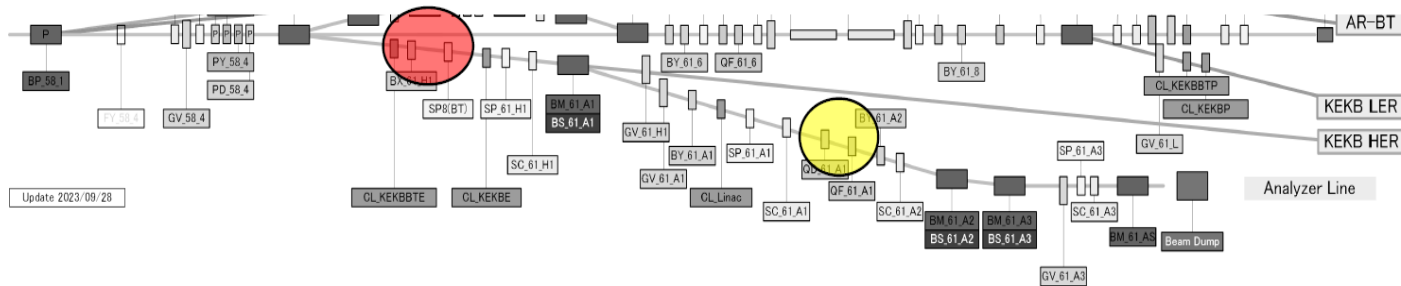 AR-BT
P
P P P P
BP_58_1
PY_58_4
PD_58_4
FY_58_4
GV_58_4
BX_61_H1
SP8(BT)
SP_61_H1
SC_61_H1
BM_61_A1
BS_61_A1
BY_61_6
QF_61_6
BY_61_8
CL_KEKBBTP
CL_KEKBP
KEKB LER
KEKB HER
GV_61_L
GV_61_H1
GV_61_A1
BY_61_A1
SP_61_A1
CL_Linac
SC_61_A1
QD_61_A1
QF_61_A1
BY_61_A2
SC_61_A2
SP_61_A3
SC_61_A3
BM_61_A2
BS_61_A2
BM_61_A3
BS_61_A3
BM_61_AS
Beam Dump
GV_61_A3
Analyzer Line
CL_KEKBBTE
CL_KEKBE
Update 2023/09/28